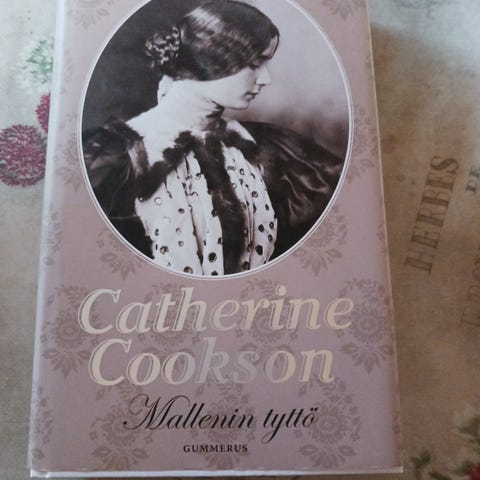 Catherine
Cookson
Mallenin tyttö
GUMMERUS
HERBES